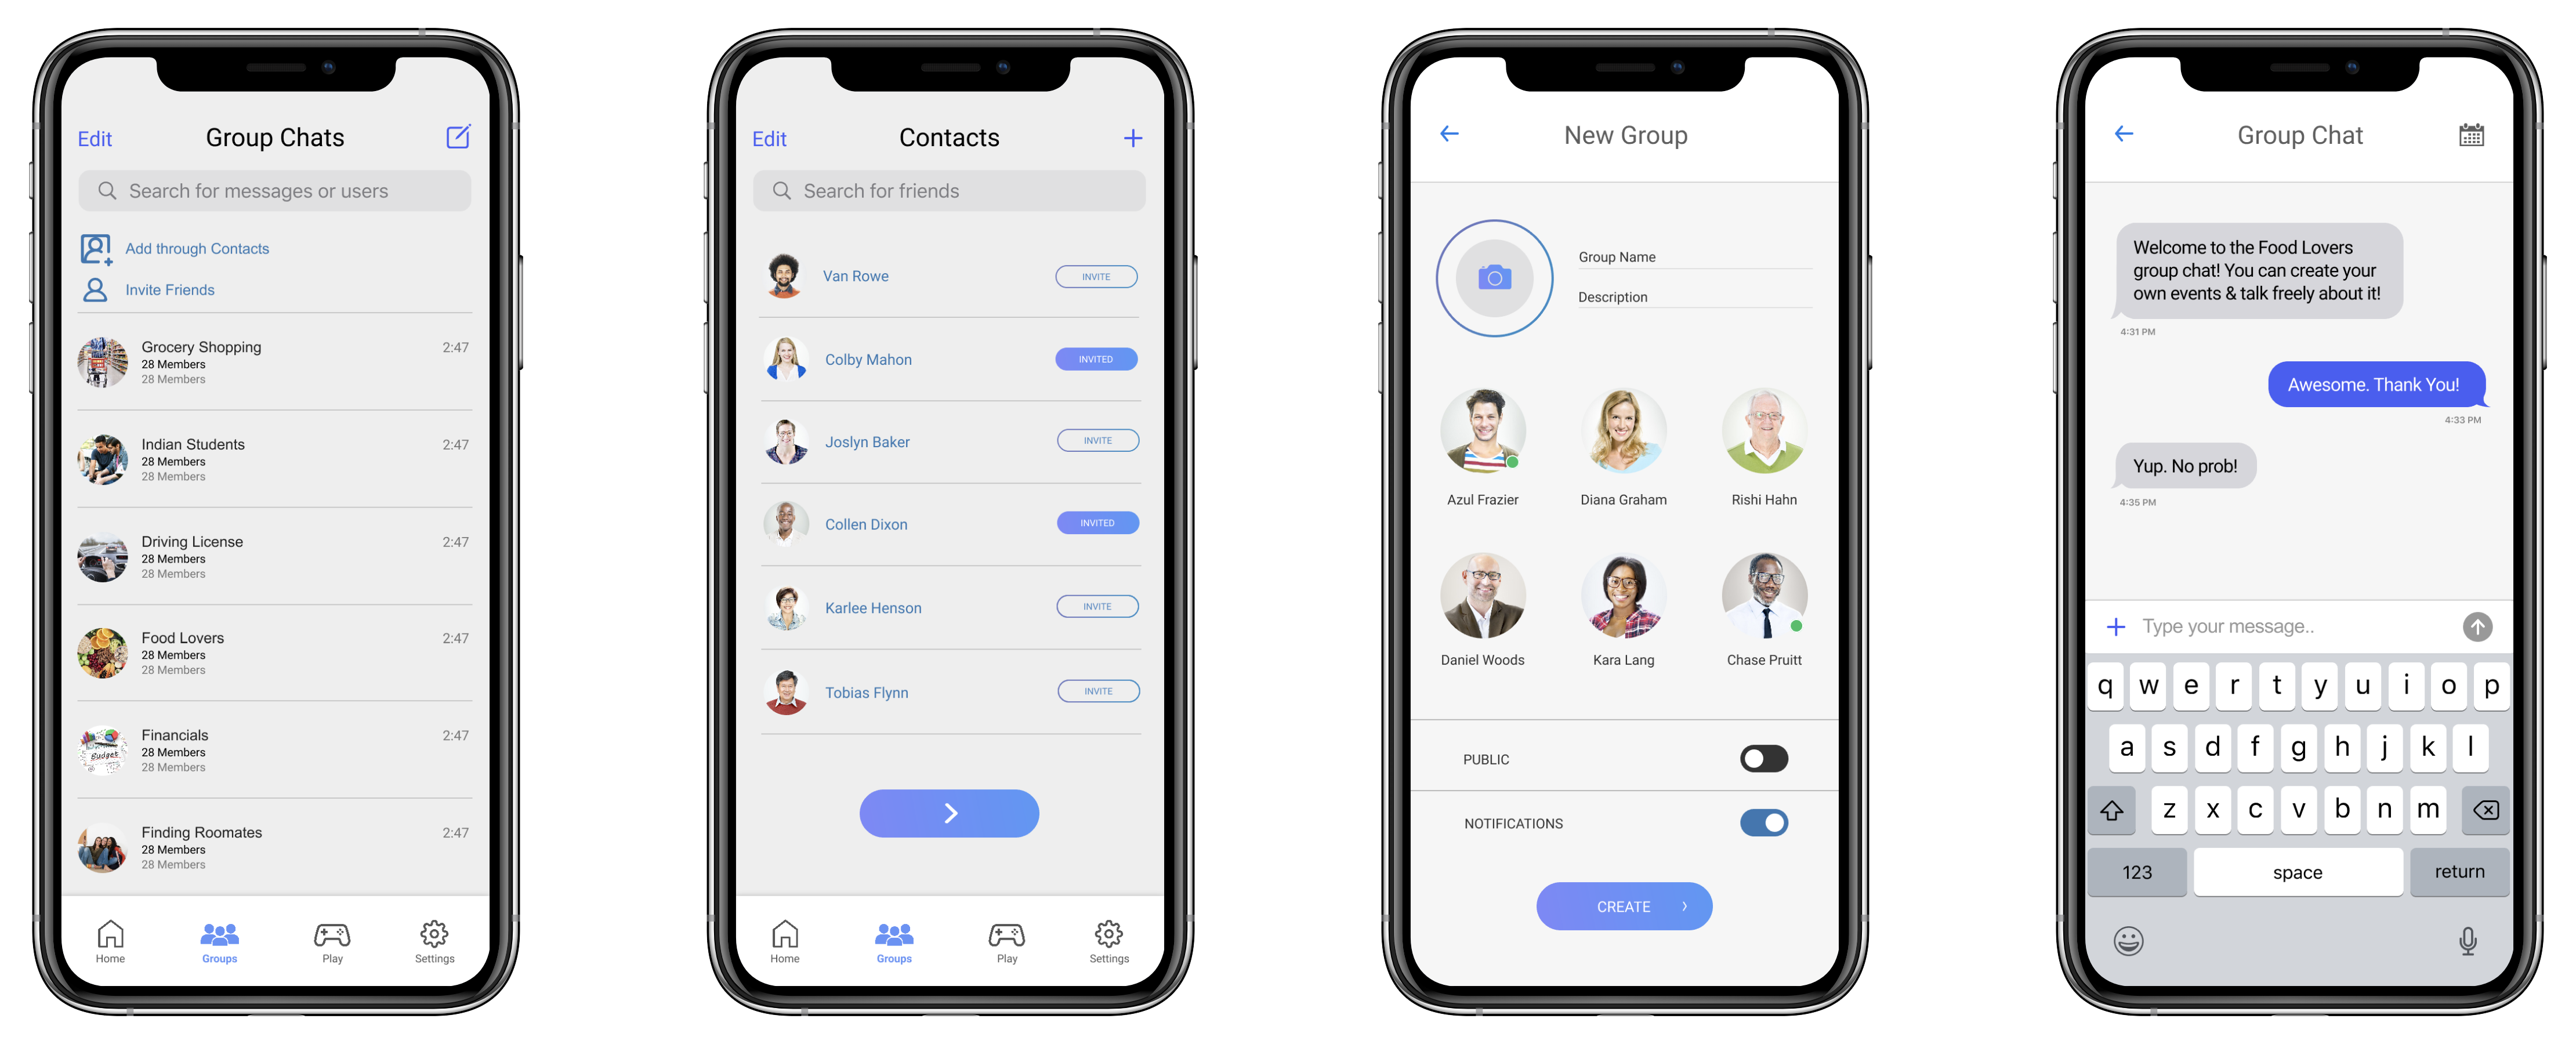 Edit
Group Chats
Search for messages or users
Add through Contacts
Invite Friends
Grocery Shopping
2:47
28 Members
28 Members
Indian Students
2:47
28 Members
28 Members
Driving License
2:47
28 Members
28 Members
Food Lovers
2:47
28 Members
28 Members
Financials
2:47
28 Members
28 Members
Budget
Finding Roomates
2:47
28 Members
28 Members
Home
Groups
Play
Settings
Edit
Contacts
Search for friends
Van Rowe
INVITE
Colby Mahon
INVITED
Joslyn Baker
INVITE
Collen Dixon
INVITED
Karlee Henson
INVITE
Tobias Flynn
INVITE
Home
Groups
Play
Settings
New Group
Group Name
Description
Azul Frazier
Diana Graham
Rishi Hahn
Daniel Woods
Kara Lang
Chase Pruitt
PUBLIC
NOTIFICATIONS
CREATE
Group Chat
Welcome to the Food Lovers
group chat! You can create your
own events & talk freely about it!
4:31 PM
Awesome. Thank You!
4:33 PM
Yup. No prob!
4:35 PM
Type your message..
q w e r t y u i o p
a s d f g h j k l
z x c v b n m
123
space
return